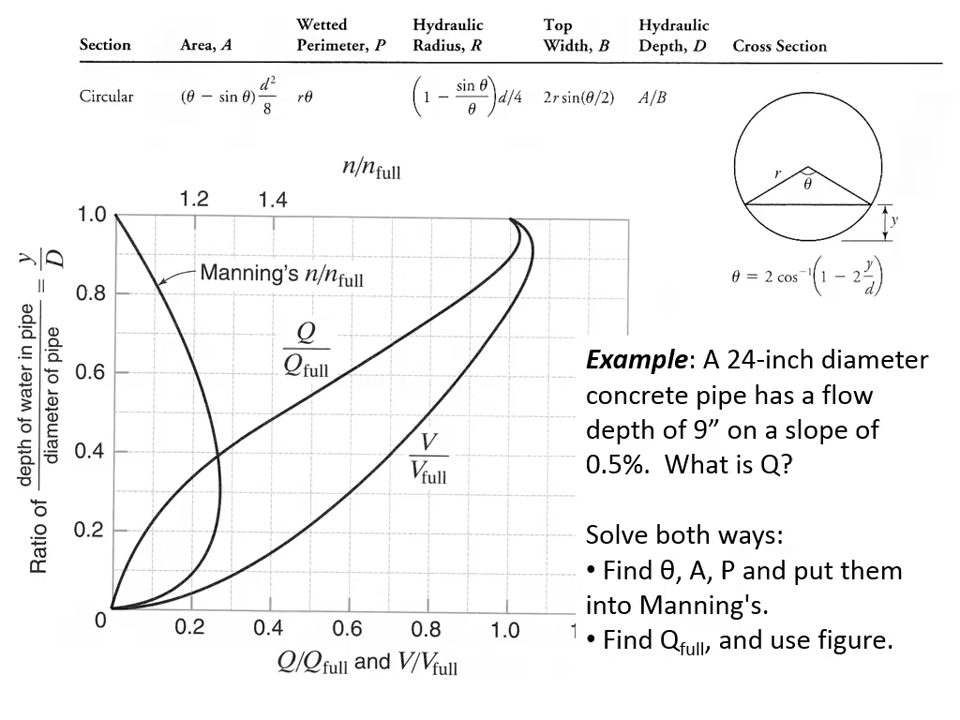 Section Area, A Wetted Perimeter, P Hydraulic Radius, R Top Width, B Hydraulic Depth, D Cross Section
Circular (θ − sin θ) d²/8 rθ (1 − sin θ/θ)d/4 2r sin(θ/2) A/B
r
θ
y
θ = 2 cos⁻¹(1 − 2 y/d)
n/nfull
1.2 1.4
1.0
0.8
0.6
0.4
0.2
0
Ratio of depth of water in pipe / diameter of pipe = y/D
Manning's n/nfull
Q/Qfull
V/Vfull
0.2 0.4 0.6 0.8 1.0 1
Q/Qfull and V/Vfull
Example: A 24-inch diameter
concrete pipe has a flow
depth of 9” on a slope of
0.5%. What is Q?
Solve both ways:
• Find θ, A, P and put them
into Manning's.
• Find Qfull, and use figure.